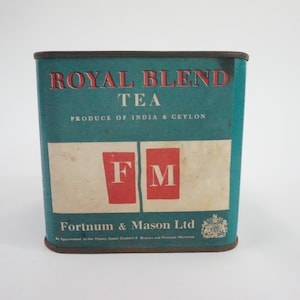 ROYAL BLEND
TEA
PRODUCE OF INDIA & CEYLON
F M
Fortnum & Mason Ltd